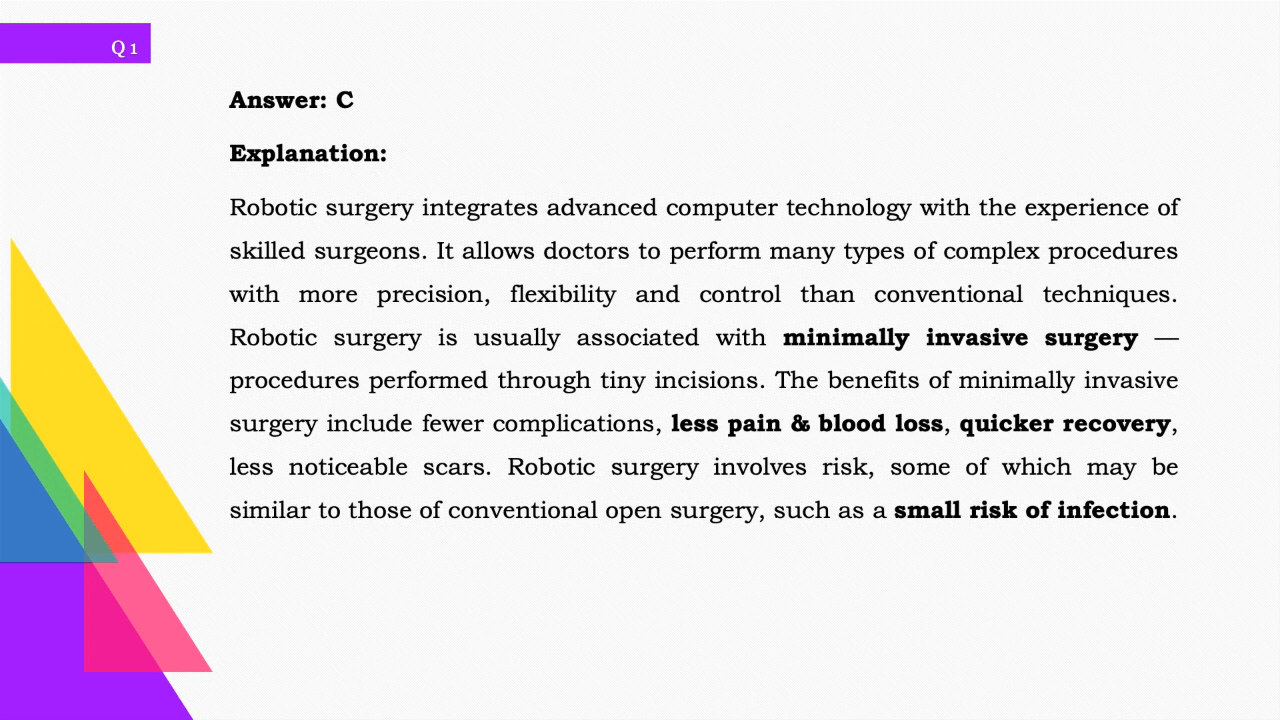 Q 1
Answer: C
Explanation:
Robotic surgery integrates advanced computer technology with the experience of
skilled surgeons. It allows doctors to perform many types of complex procedures
with more precision, flexibility and control than conventional techniques.
Robotic surgery is usually associated with minimally invasive surgery —
procedures performed through tiny incisions. The benefits of minimally invasive
surgery include fewer complications, less pain & blood loss, quicker recovery,
less noticeable scars. Robotic surgery involves risk, some of which may be
similar to those of conventional open surgery, such as a small risk of infection.